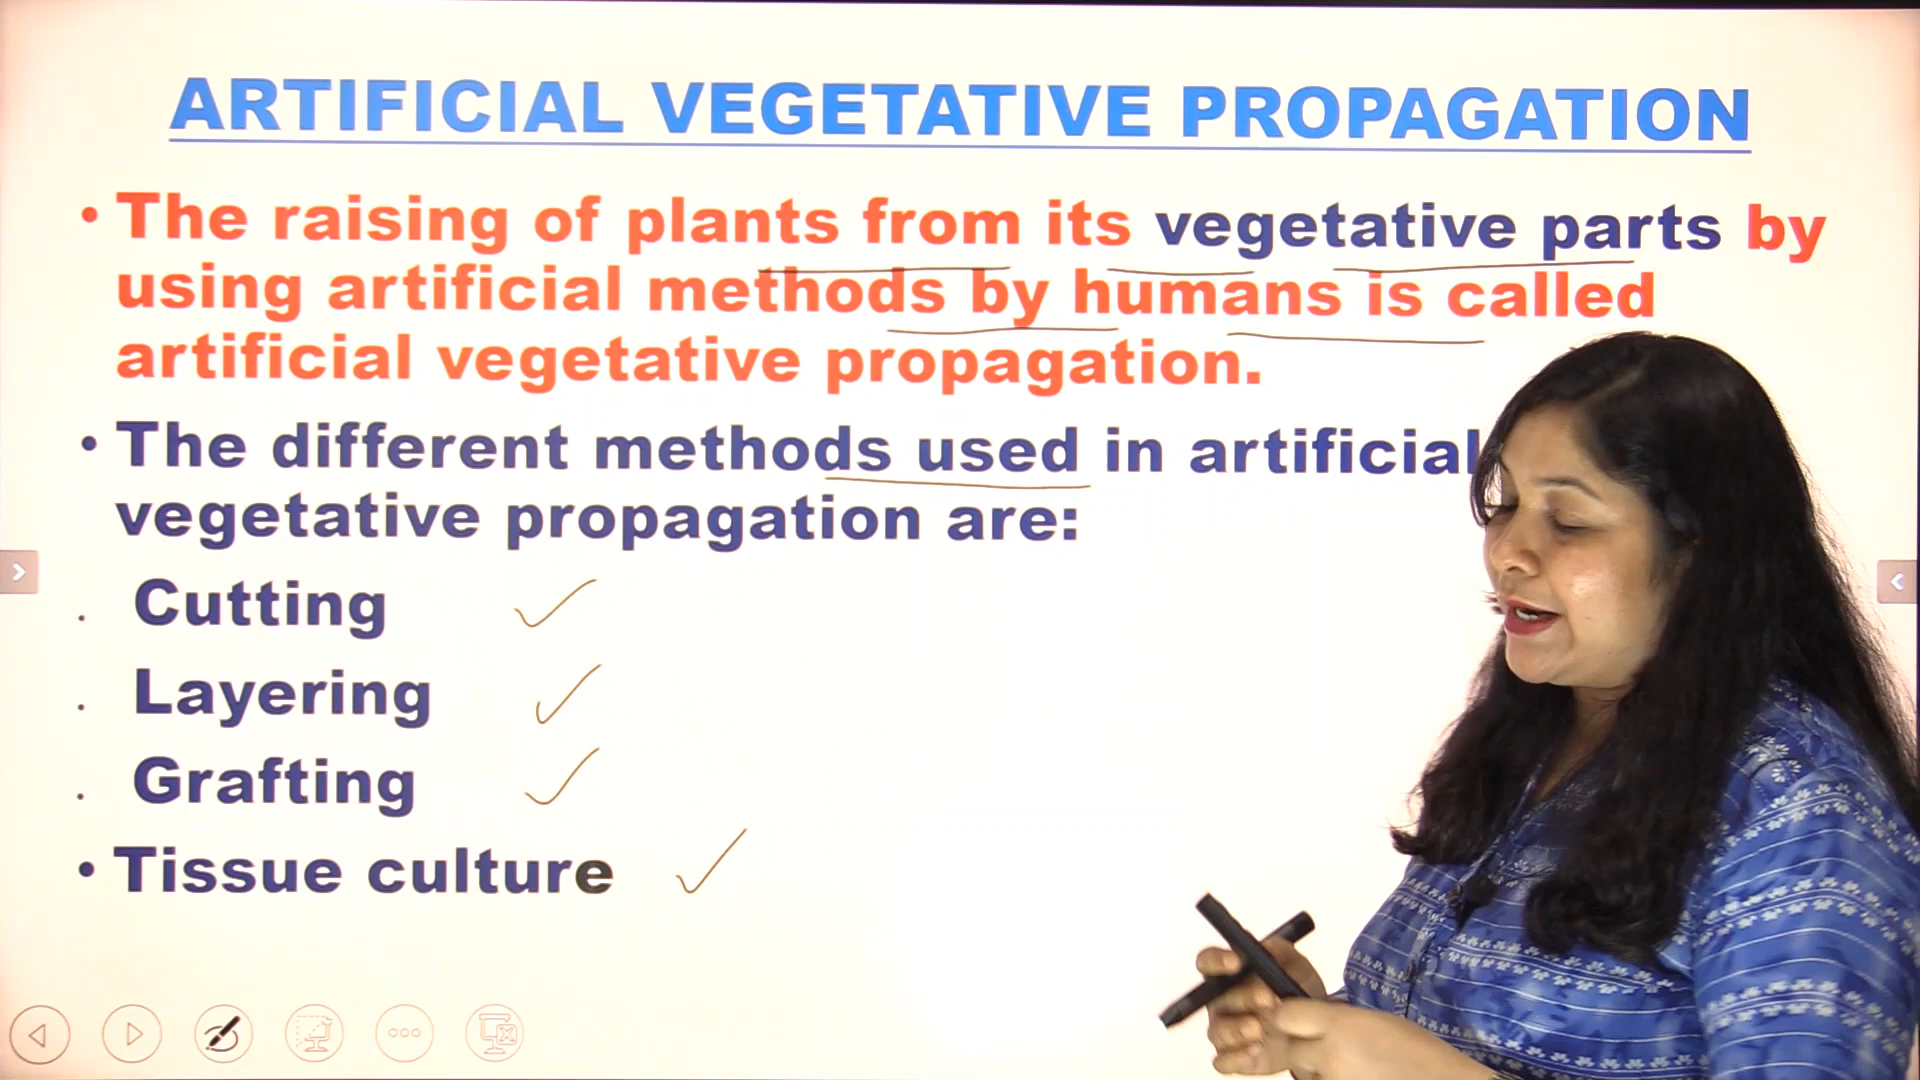 ARTIFICIAL VEGETATIVE PROPAGATION
• The raising of plants from its vegetative parts by
using artificial methods by humans is called
artificial vegetative propagation.
• The different methods used in artificial
vegetative propagation are:
. Cutting
. Layering
. Grafting
• Tissue culture